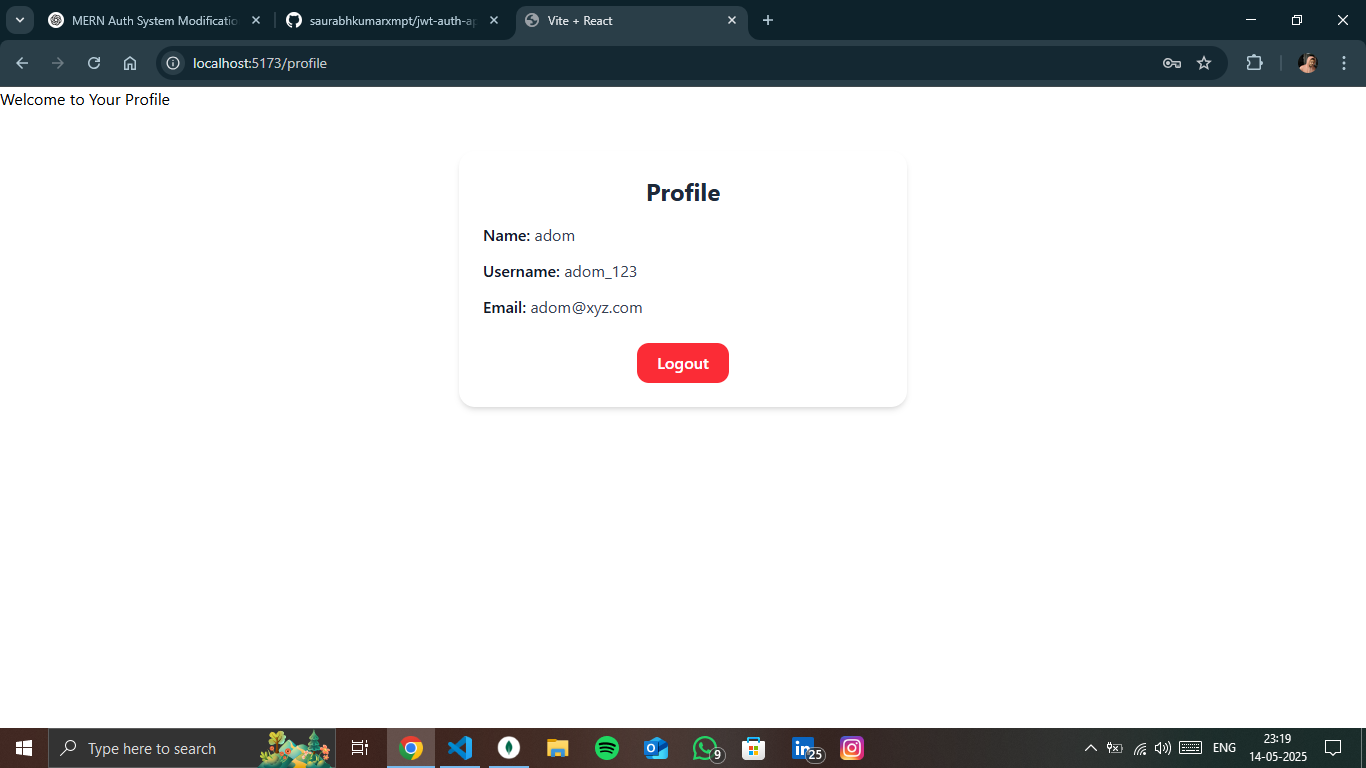 MERN Auth System Modificatio
saurabhkumarxmpt/jwt-auth-ap
Vite + React
localhost:5173/profile
Welcome to Your Profile
Profile
Name: adom
Username: adom_123
Email: adom@xyz.com
Logout
Type here to search
9
25
ENG
23:19
14-05-2025